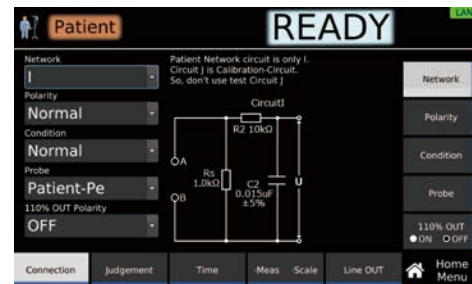 LAN
Patient
READY
Network
I
Polarity
Normal
Condition
Normal
Probe
Patient-Pe
110% OUT Polarity
OFF
Patient Network circuit is only I.
Circuit J is Calibration-Circuit.
So, don't use test Circuit J
CircuitI
R2 10kΩ
A
Rs
1.0kΩ
B
C2
0.015uF
±5%
U
Network
Polarity
Condition
Probe
110% OUT
ON OFF
Connection
Judgement
Time
-Meas -Scale
Line OUT
Home
Menu